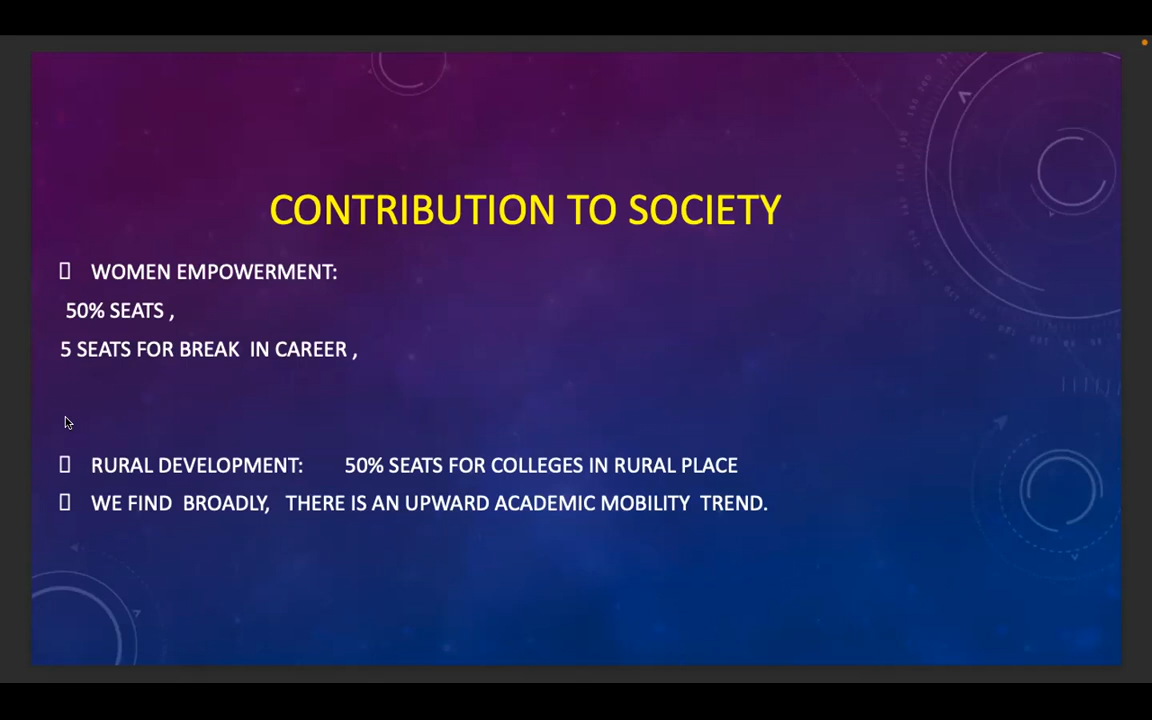 CONTRIBUTION TO SOCIETY
WOMEN EMPOWERMENT:
50% SEATS ,
5 SEATS FOR BREAK IN CAREER ,
RURAL DEVELOPMENT: 50% SEATS FOR COLLEGES IN RURAL PLACE
WE FIND BROADLY, THERE IS AN UPWARD ACADEMIC MOBILITY TREND.